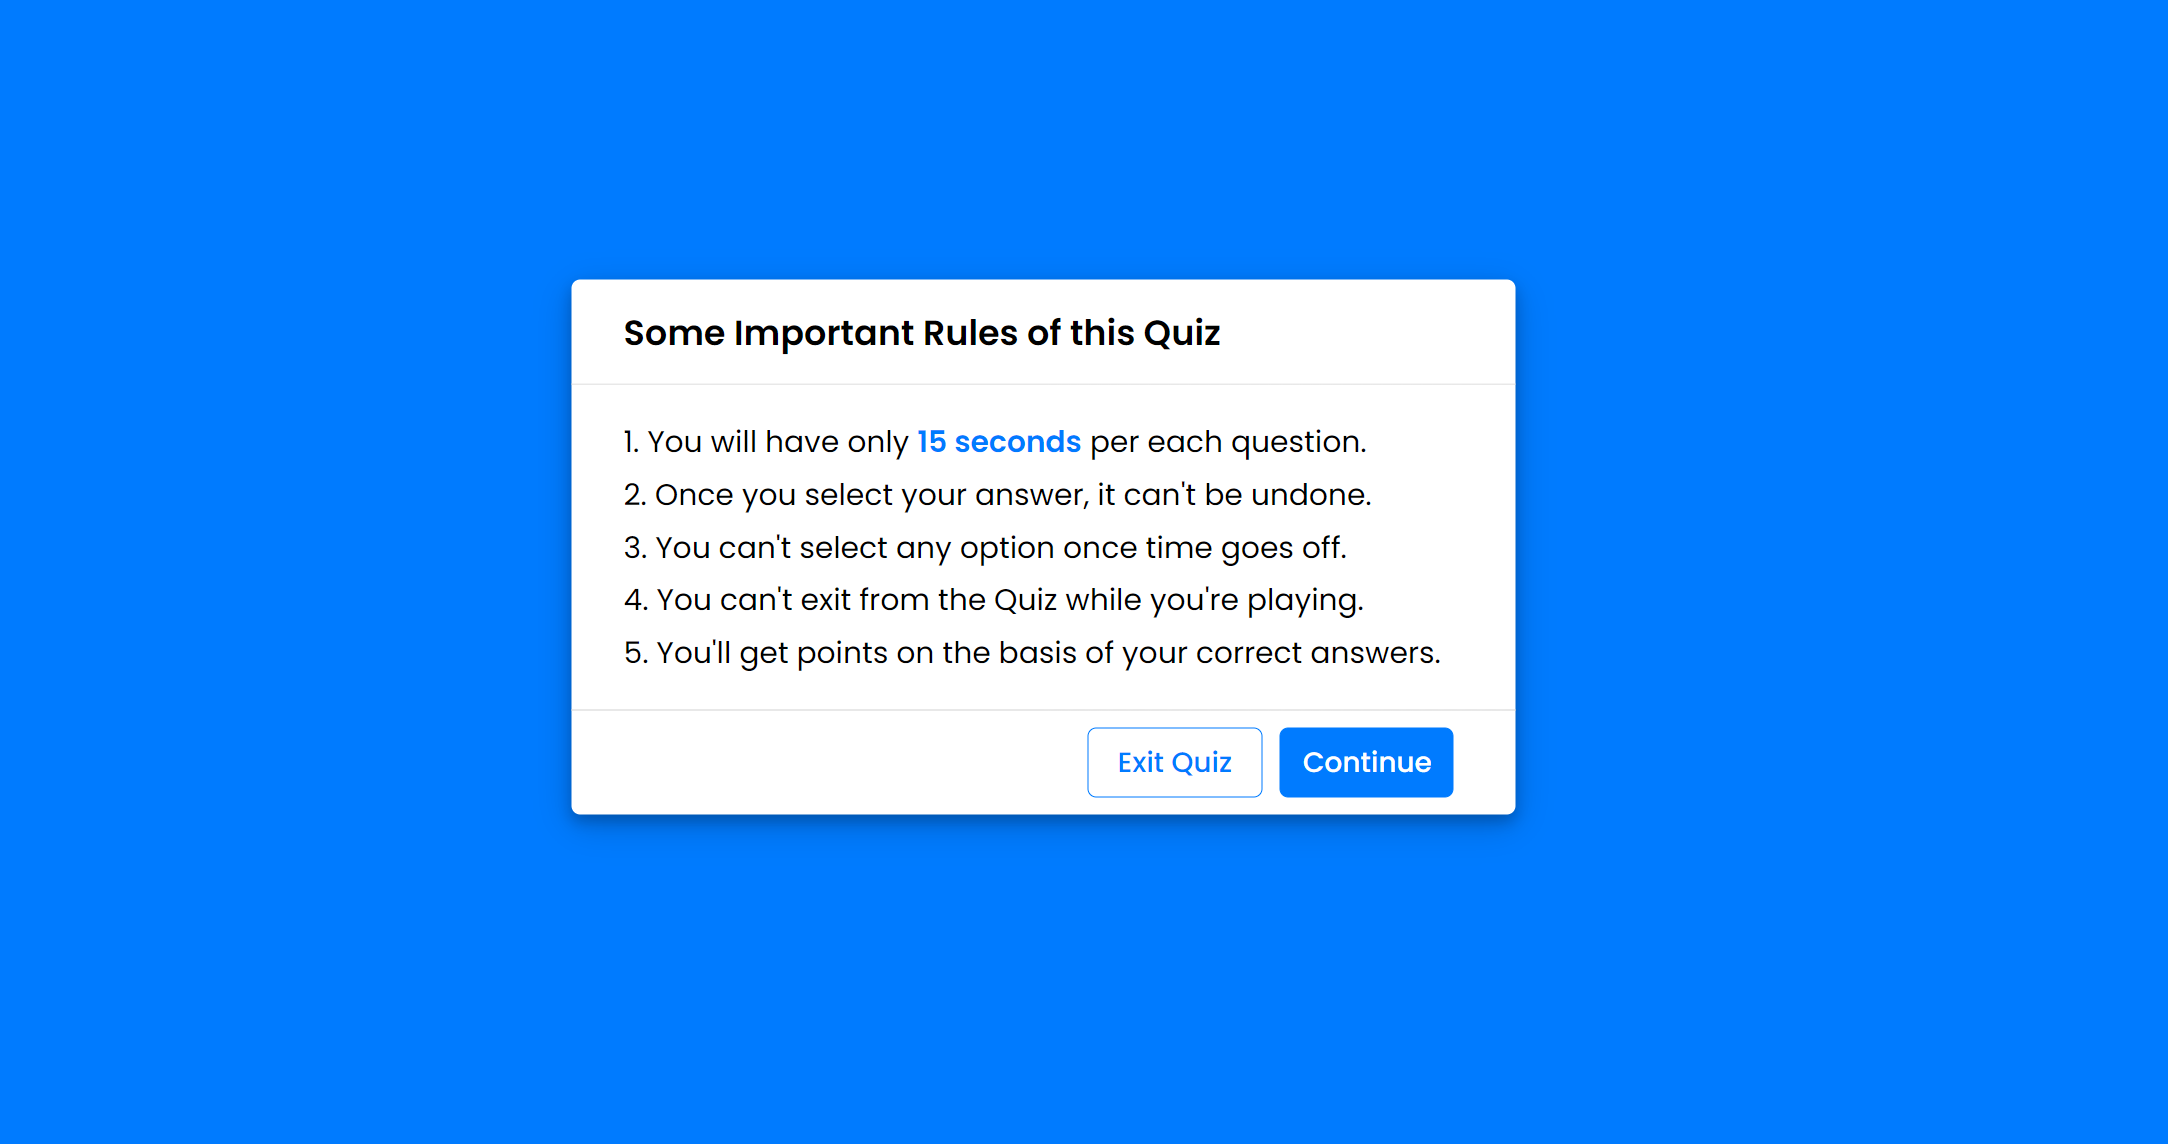 Some Important Rules of this Quiz
1. You will have only 15 seconds per each question.
2. Once you select your answer, it can't be undone.
3. You can't select any option once time goes off.
4. You can't exit from the Quiz while you're playing.
5. You'll get points on the basis of your correct answers.
Exit Quiz
Continue